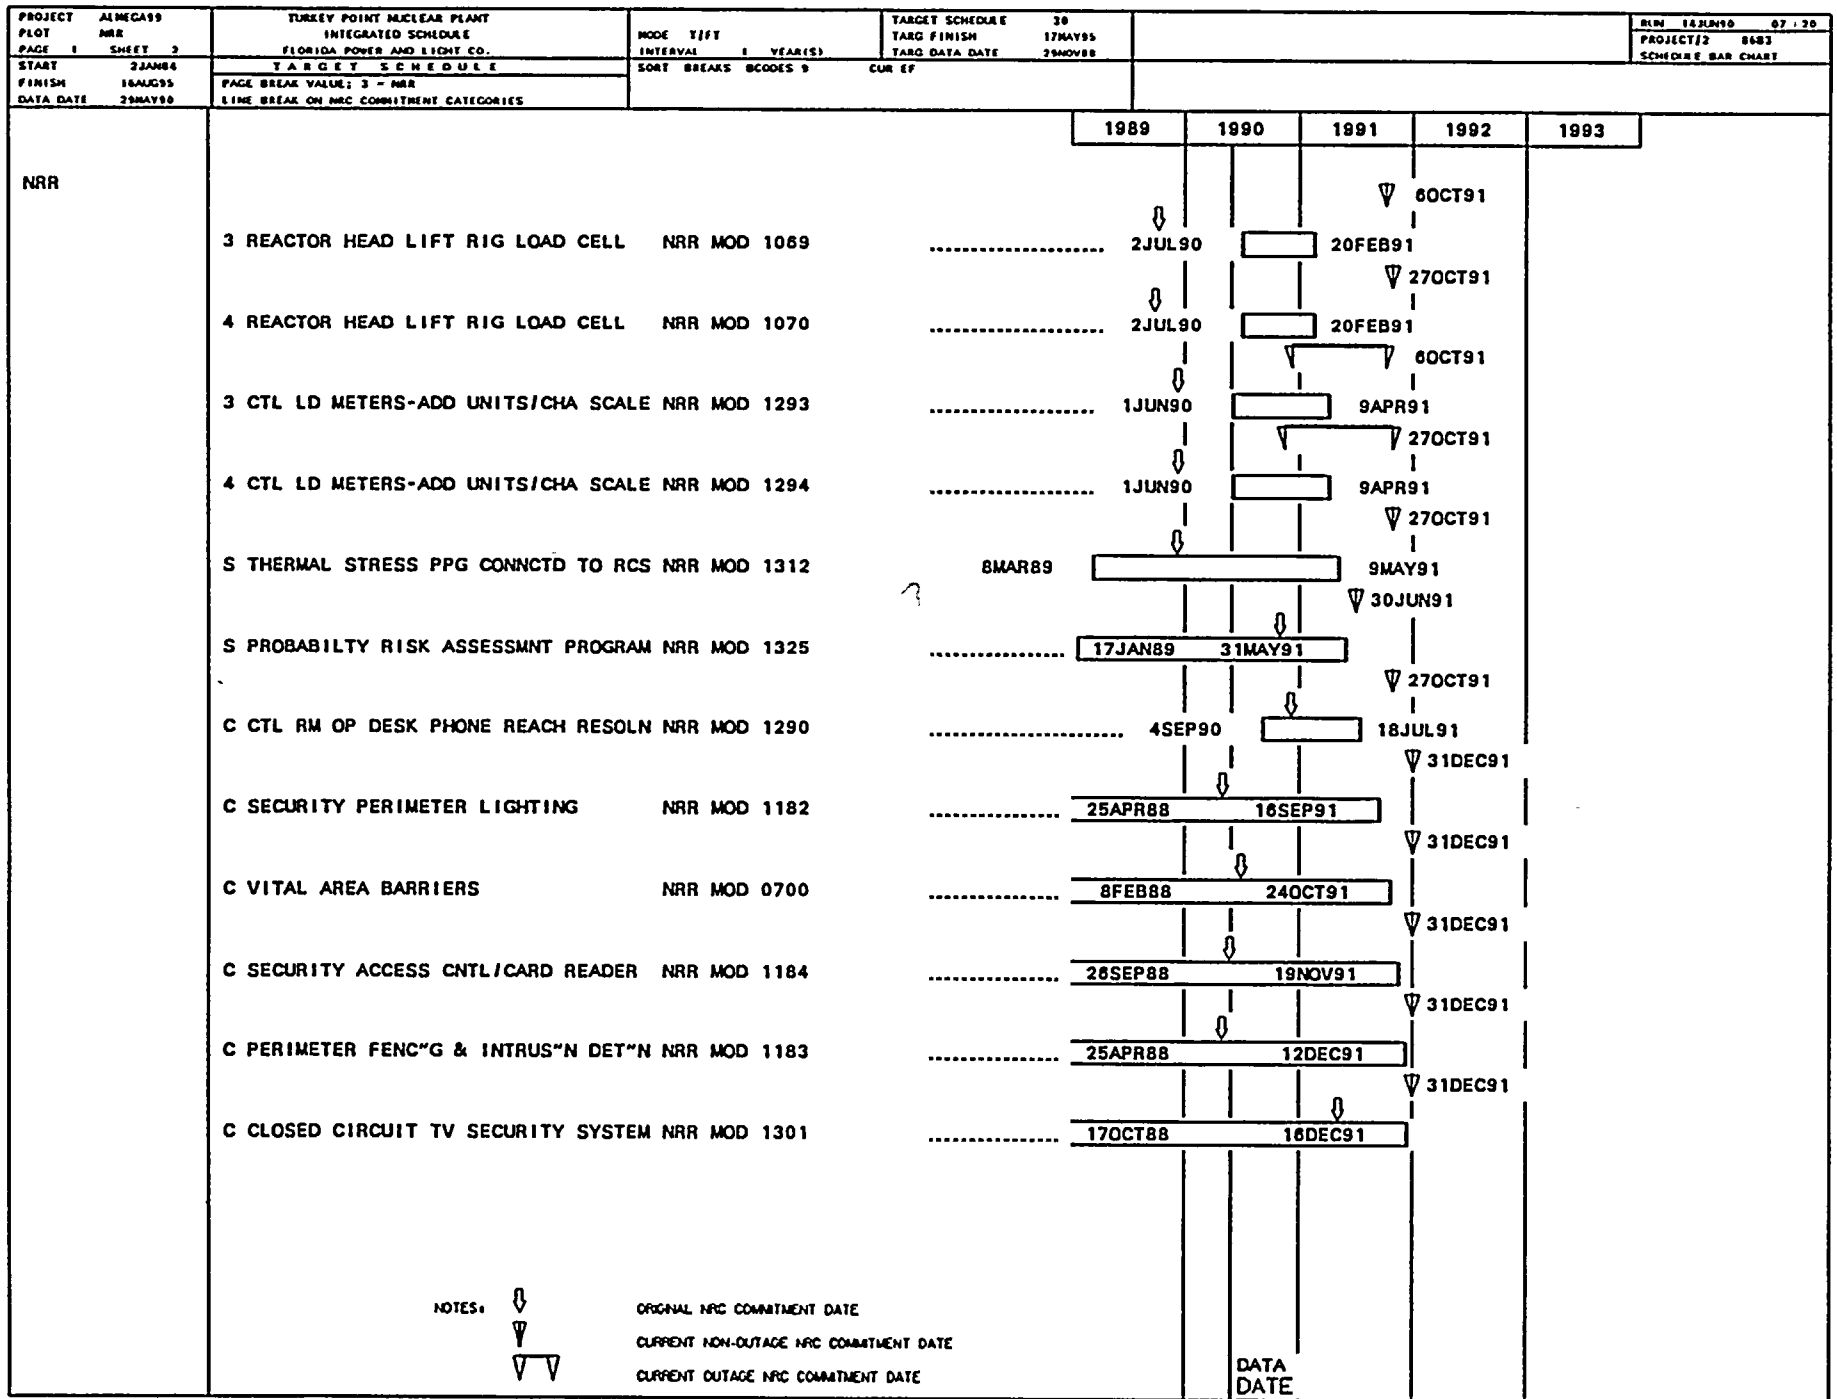 PROJECT ALMEGA99
PLOT NRR
PAGE 1 SHEET 2
START 2JAN84
FINISH 16AUG95
DATA DATE 29MAY90
TURKEY POINT NUCLEAR PLANT
INTEGRATED SCHEDULE
FLORIDA POWER AND LIGHT CO.
TARGET SCHEDULE
PAGE BREAK VALUE: 3 - NRR
LINE BREAK ON NRC COMMITMENT CATEGORIES
MODE T/FT
INTERVAL 1 YEAR(S)
SORT BREAKS BCODES 9 CUR EF
TARGET SCHEDULE 30
TARG FINISH 17MAY95
TARG DATA DATE 29NOV88
RUN 14JUN90 07:20
PROJECT/2 8683
SCHEDULE BAR CHART
1989 1990 1991 1992 1993
NRR
6OCT91
3 REACTOR HEAD LIFT RIG LOAD CELL NRR MOD 1069 2JUL90 20FEB91
27OCT91
4 REACTOR HEAD LIFT RIG LOAD CELL NRR MOD 1070 2JUL90 20FEB91
6OCT91
3 CTL LD METERS-ADD UNITS/CHA SCALE NRR MOD 1293 1JUN90 9APR91
27OCT91
4 CTL LD METERS-ADD UNITS/CHA SCALE NRR MOD 1294 1JUN90 9APR91
27OCT91
S THERMAL STRESS PPG CONNCTD TO RCS NRR MOD 1312 8MAR89 9MAY91
30JUN91
S PROBABILTY RISK ASSESSMNT PROGRAM NRR MOD 1325 17JAN89 31MAY91
27OCT91
C CTL RM OP DESK PHONE REACH RESOLN NRR MOD 1290 4SEP90 18JUL91
31DEC91
C SECURITY PERIMETER LIGHTING NRR MOD 1182 25APR88 16SEP91
31DEC91
C VITAL AREA BARRIERS NRR MOD 0700 8FEB88 24OCT91
31DEC91
C SECURITY ACCESS CNTL/CARD READER NRR MOD 1184 26SEP88 19NOV91
31DEC91
C PERIMETER FENC"G & INTRUS"N DET"N NRR MOD 1183 25APR88 12DEC91
31DEC91
C CLOSED CIRCUIT TV SECURITY SYSTEM NRR MOD 1301 17OCT88 16DEC91
NOTES: ORIGINAL NRC COMMITMENT DATE
CURRENT NON-OUTAGE NRC COMMITMENT DATE
CURRENT OUTAGE NRC COMMITMENT DATE
DATA
DATE